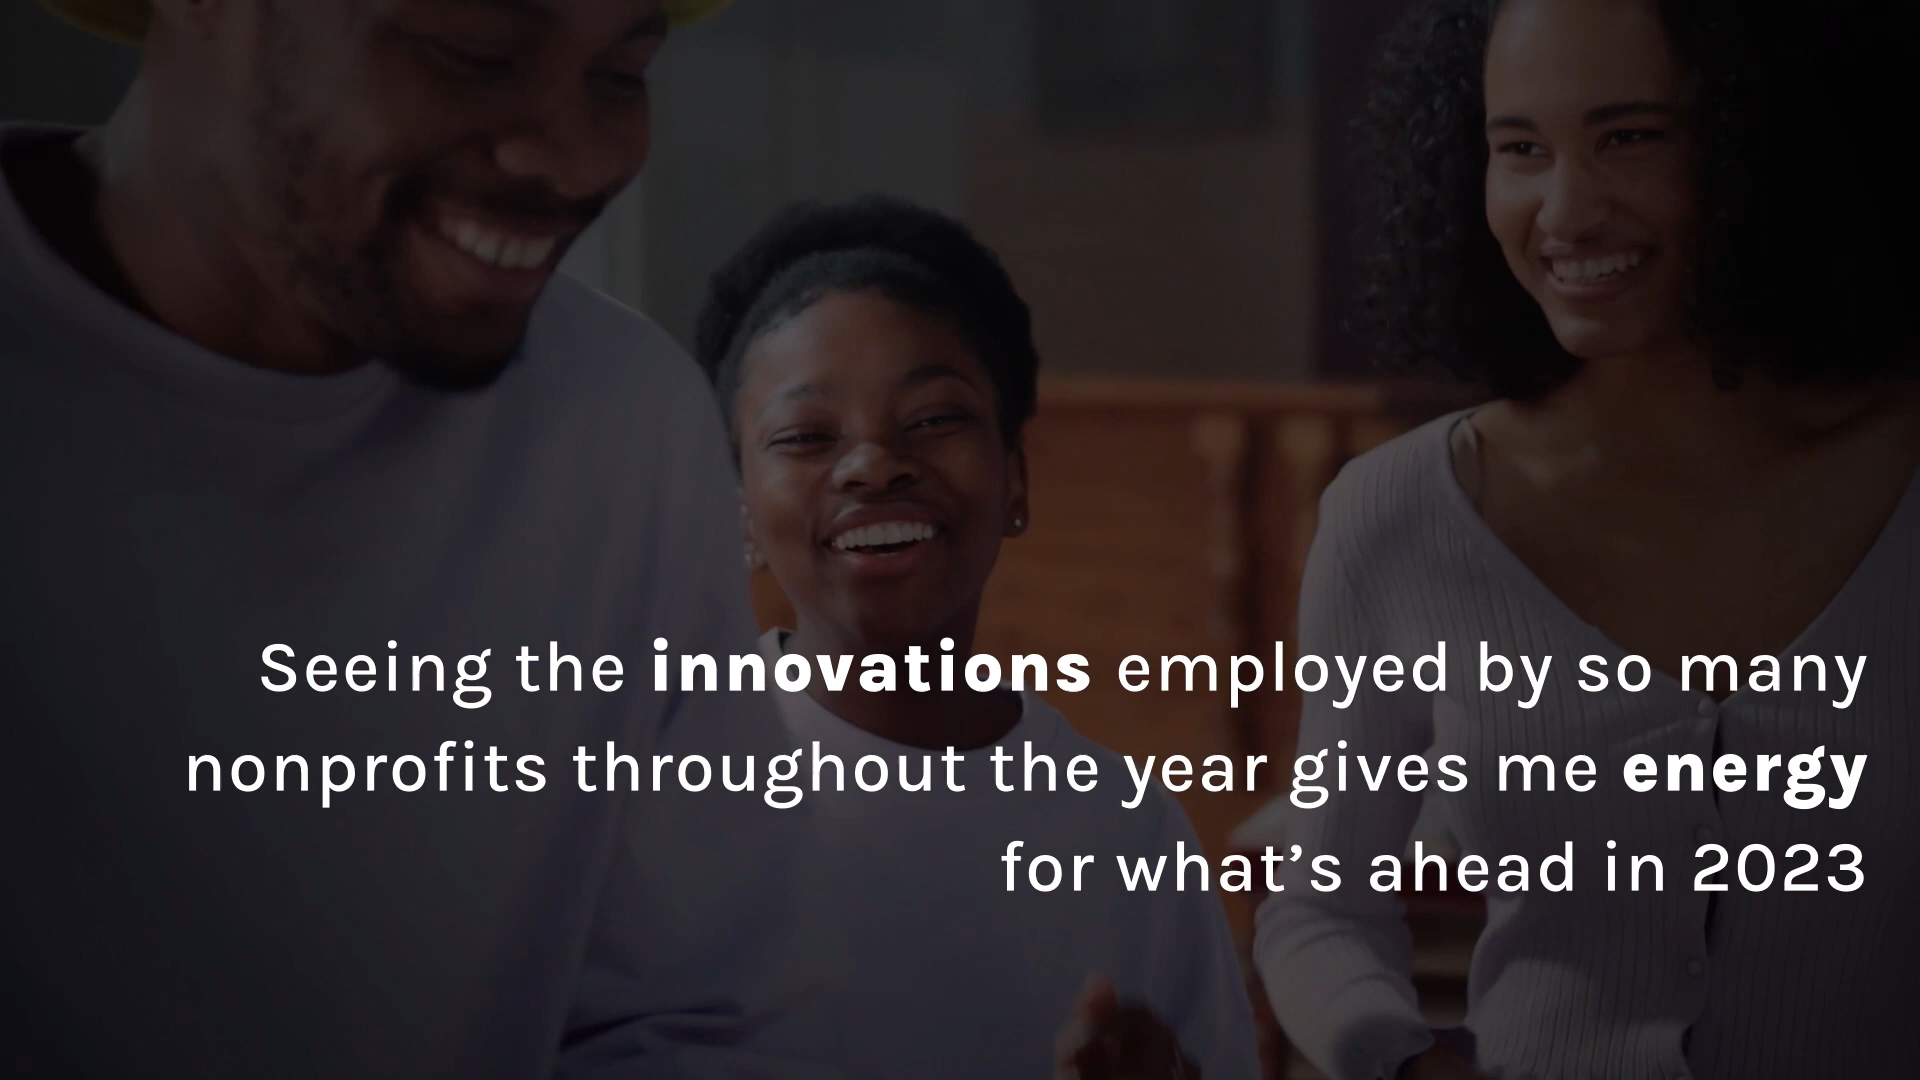 Seeing the innovations employed by so many
nonprofits throughout the year gives me energy
for what’s ahead in 2023